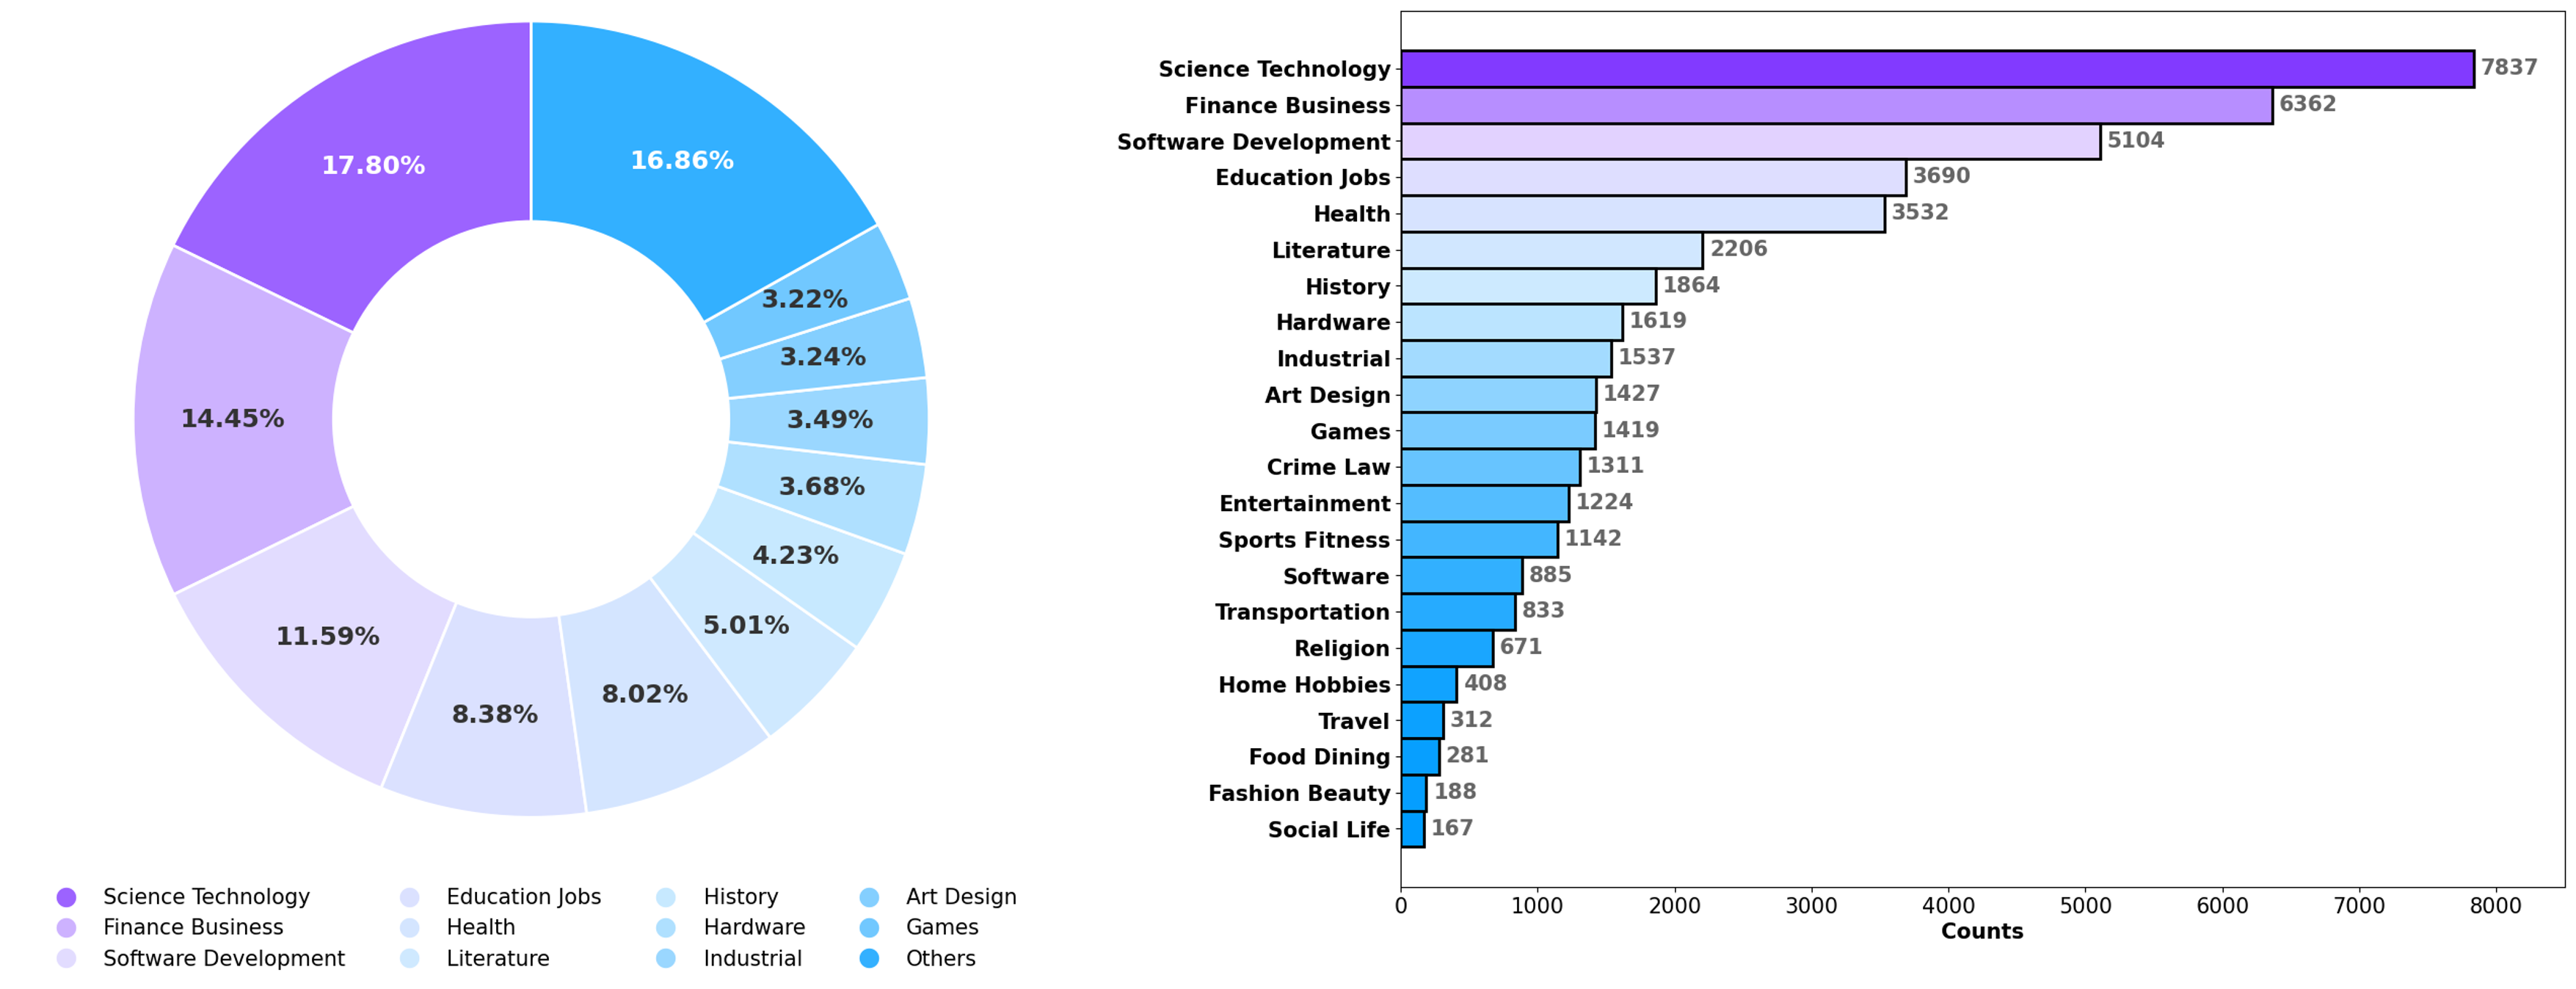 17.80%
16.86%
3.22%
3.24%
3.49%
3.68%
4.23%
5.01%
8.02%
8.38%
11.59%
14.45%
Science Technology
Finance Business
Software Development
Education Jobs
Health
Literature
History
Hardware
Industrial
Art Design
Games
Others
Science Technology 7837
Finance Business 6362
Software Development 5104
Education Jobs 3690
Health 3532
Literature 2206
History 1864
Hardware 1619
Industrial 1537
Art Design 1427
Games 1419
Crime Law 1311
Entertainment 1224
Sports Fitness 1142
Software 885
Transportation 833
Religion 671
Home Hobbies 408
Travel 312
Food Dining 281
Fashion Beauty 188
Social Life 167
0 1000 2000 3000 4000 5000 6000 7000 8000
Counts